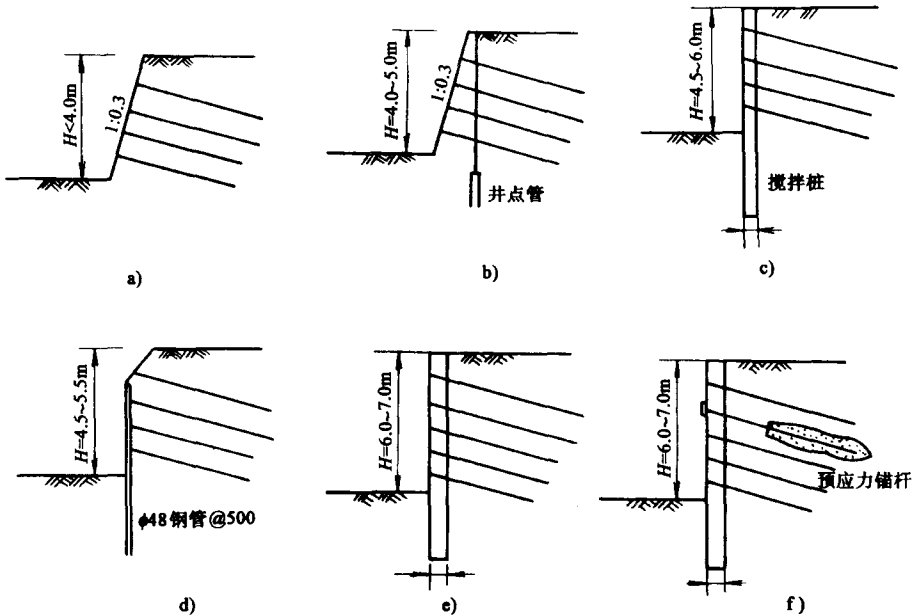 H<4.0m
1:0.3
a)
H=4.0~5.0m
1:0.3
井点管
b)
H=4.5~6.0m
搅拌桩
c)
H=4.5~5.5m
ϕ48钢管@500
d)
H=6.0~7.0m
e)
H=6.0~7.0m
预应力锚杆
f)